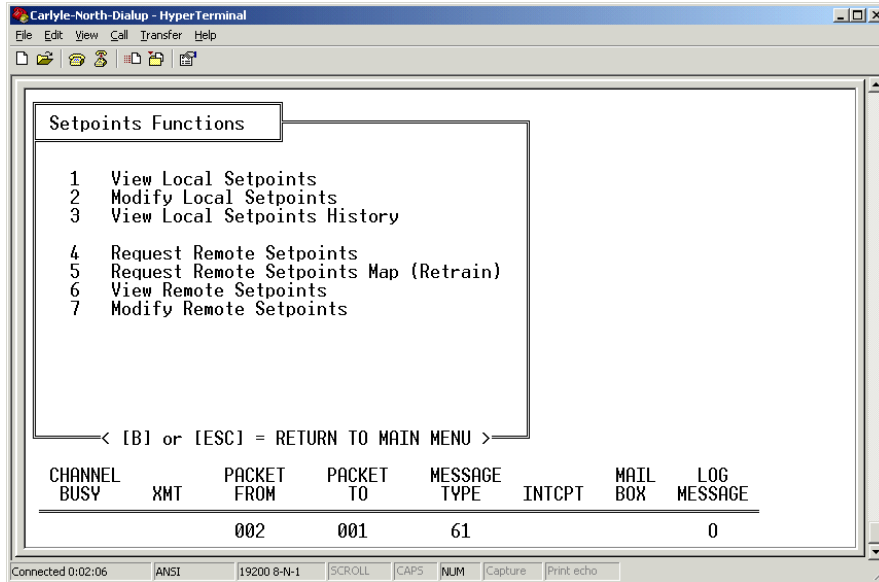 Carlyle-North-Dialup - HyperTerminal
File Edit View Call Transfer Help
Setpoints Functions
1 View Local Setpoints
2 Modify Local Setpoints
3 View Local Setpoints History
4 Request Remote Setpoints
5 Request Remote Setpoints Map (Retrain)
6 View Remote Setpoints
7 Modify Remote Setpoints
< [B] or [ESC] = RETURN TO MAIN MENU >
CHANNEL PACKET PACKET MESSAGE MAIL LOG
BUSY XMT FROM TO TYPE INTCPT BOX MESSAGE
002 001 61 0
Connected 0:02:06 ANSI 19200 8-N-1 SCROLL CAPS NUM Capture Print echo